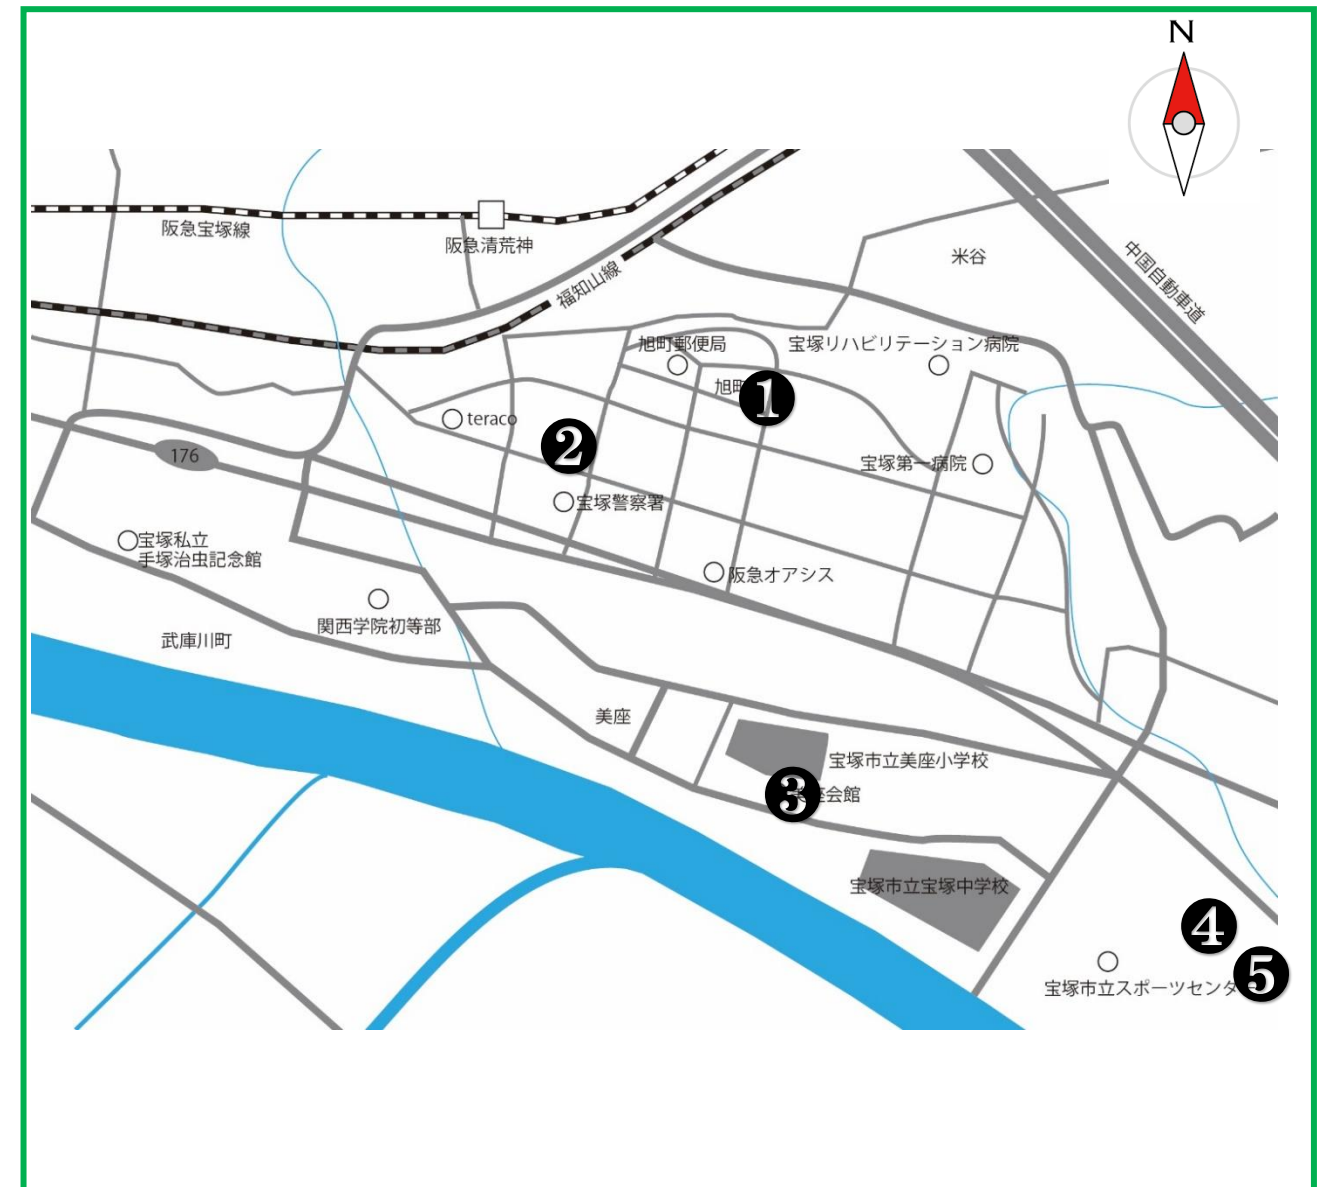 N
阪急宝塚線
阪急清荒神
米谷
中国自動車道
福知山線
旭町郵便局
宝塚リハビリテーション病院
旭町
❶
teraco
❷
176
宝塚第一病院
宝塚警察署
宝塚私立
手塚治虫記念館
阪急オアシス
関西学院初等部
武庫川町
美座
宝塚市立美座小学校
❸
座会館
宝塚市立宝塚中学校
❹
❺
宝塚市立スポーツセンタ